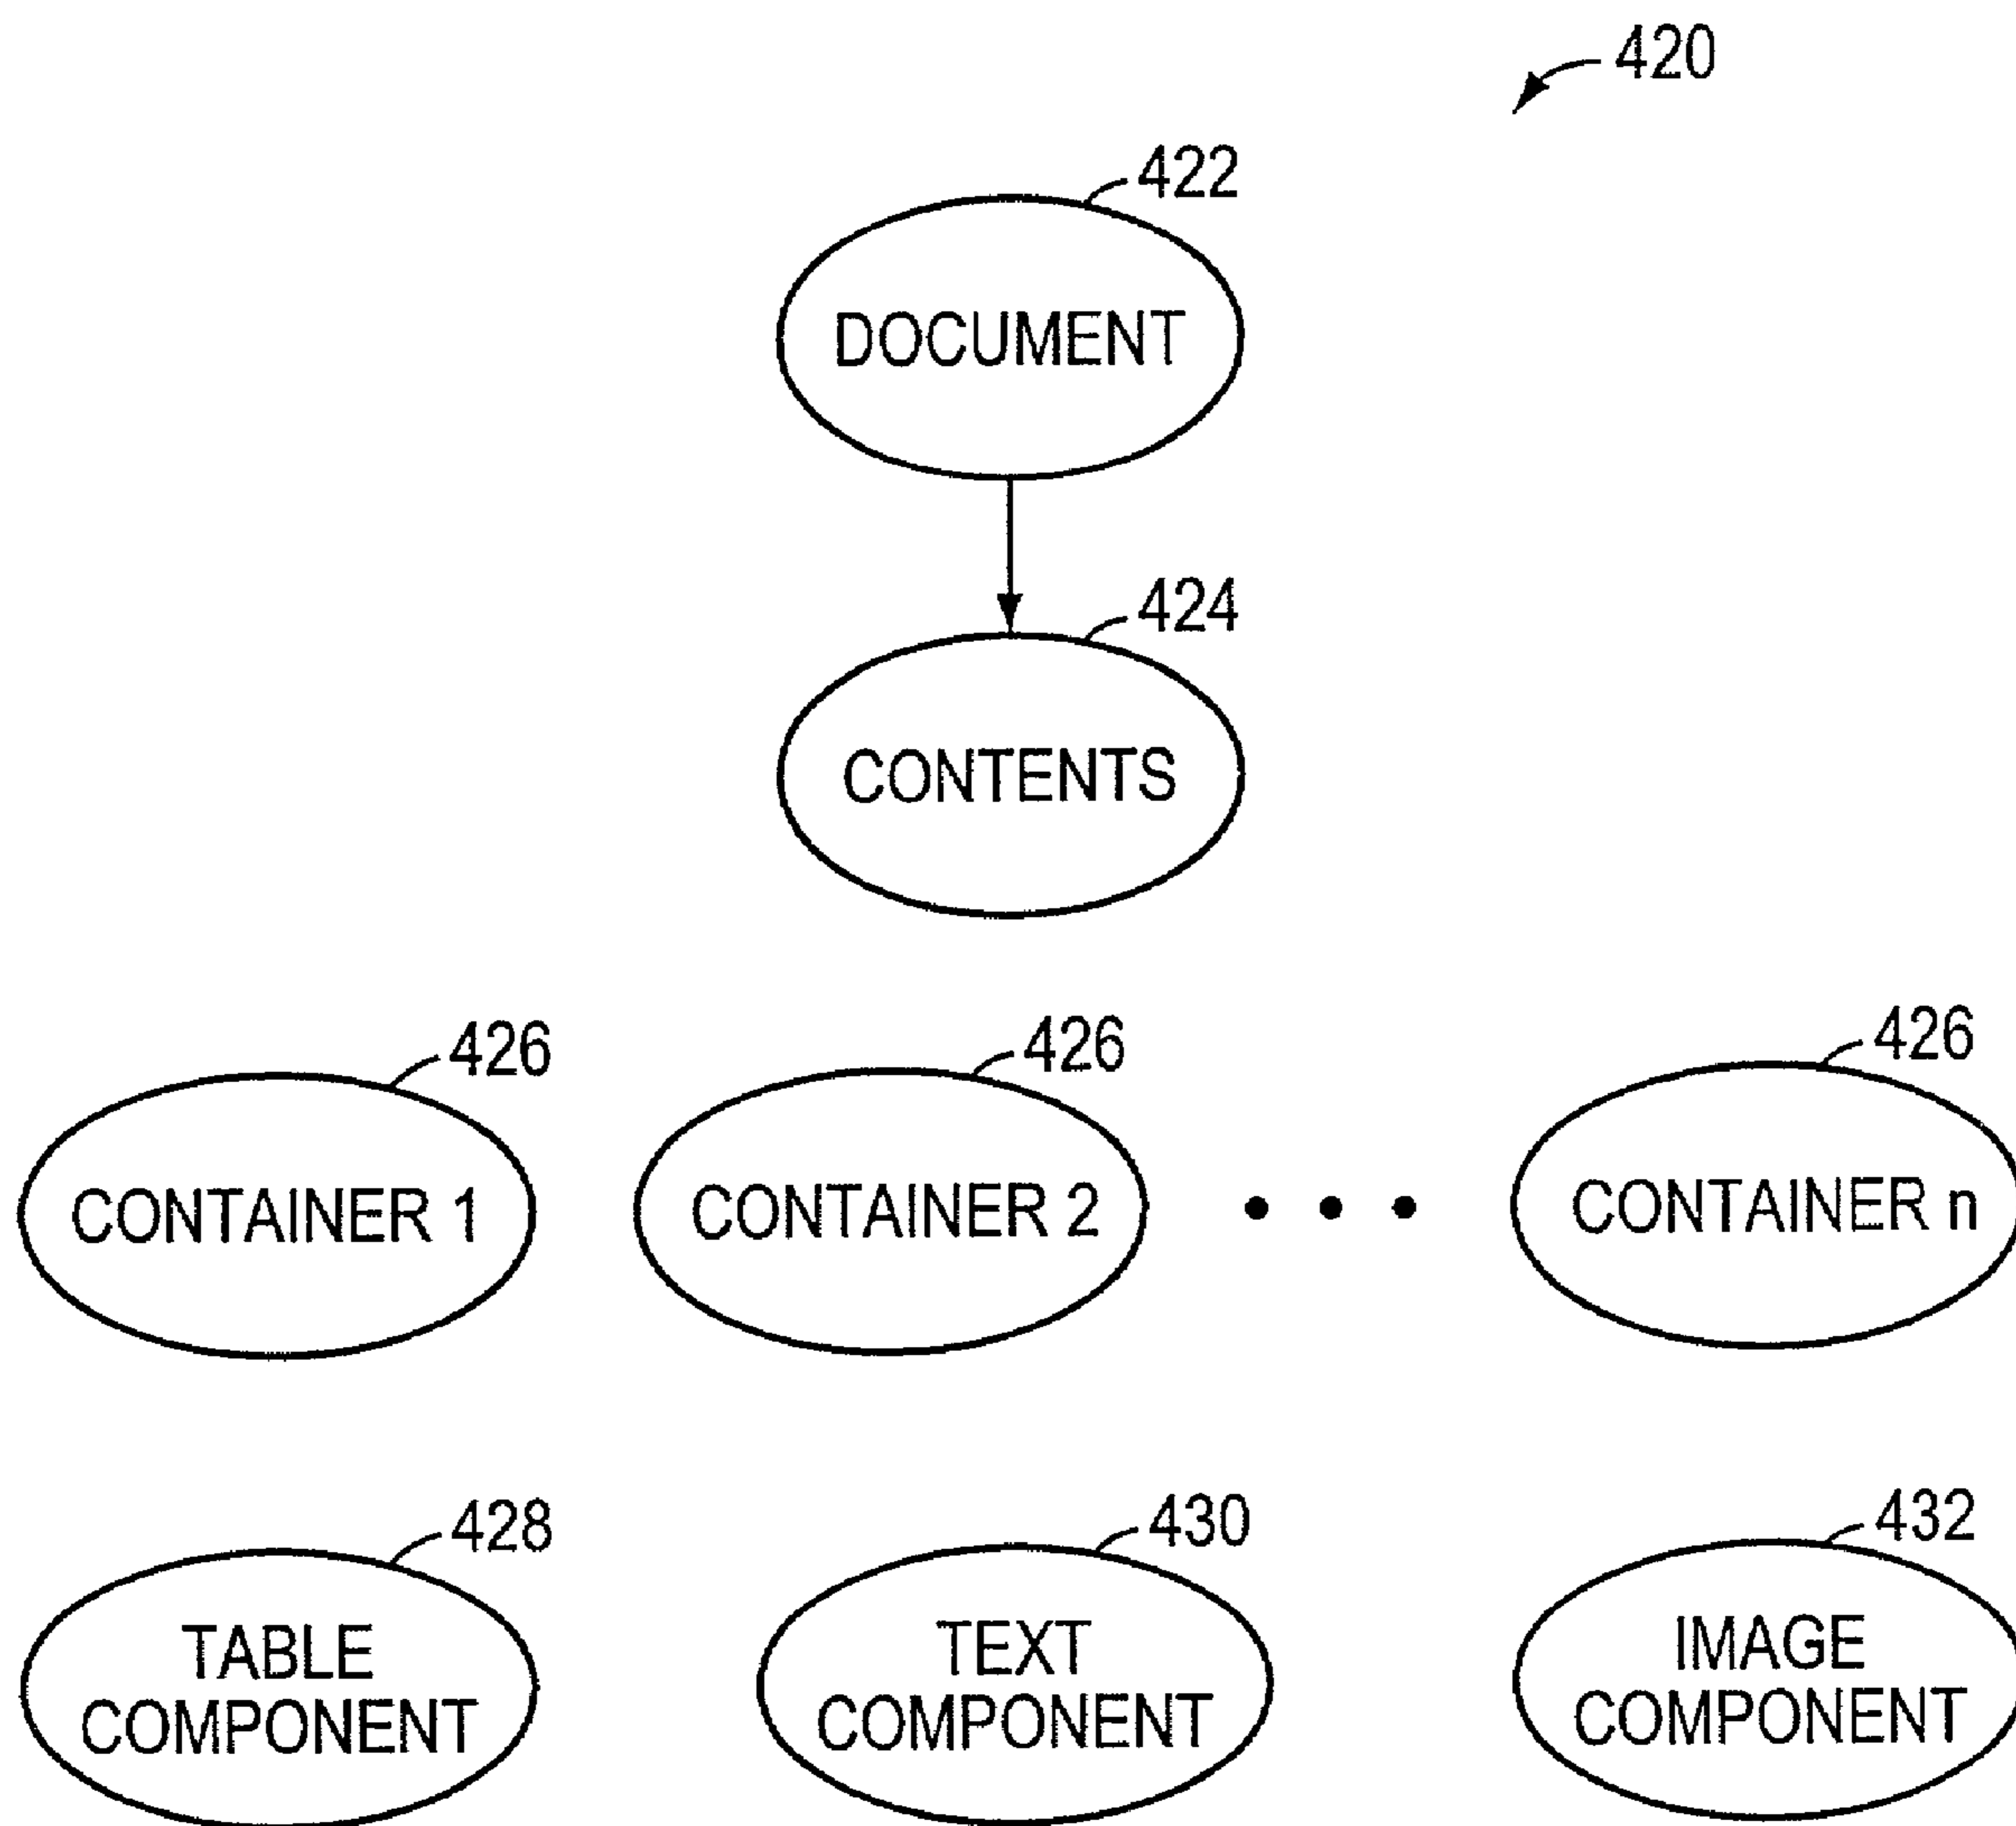 420
422
DOCUMENT
424
CONTENTS
426
426
426
CONTAINER 1
CONTAINER 2
• • •
CONTAINER n
428
430
432
TABLE
COMPONENT
TEXT
COMPONENT
IMAGE
COMPONENT